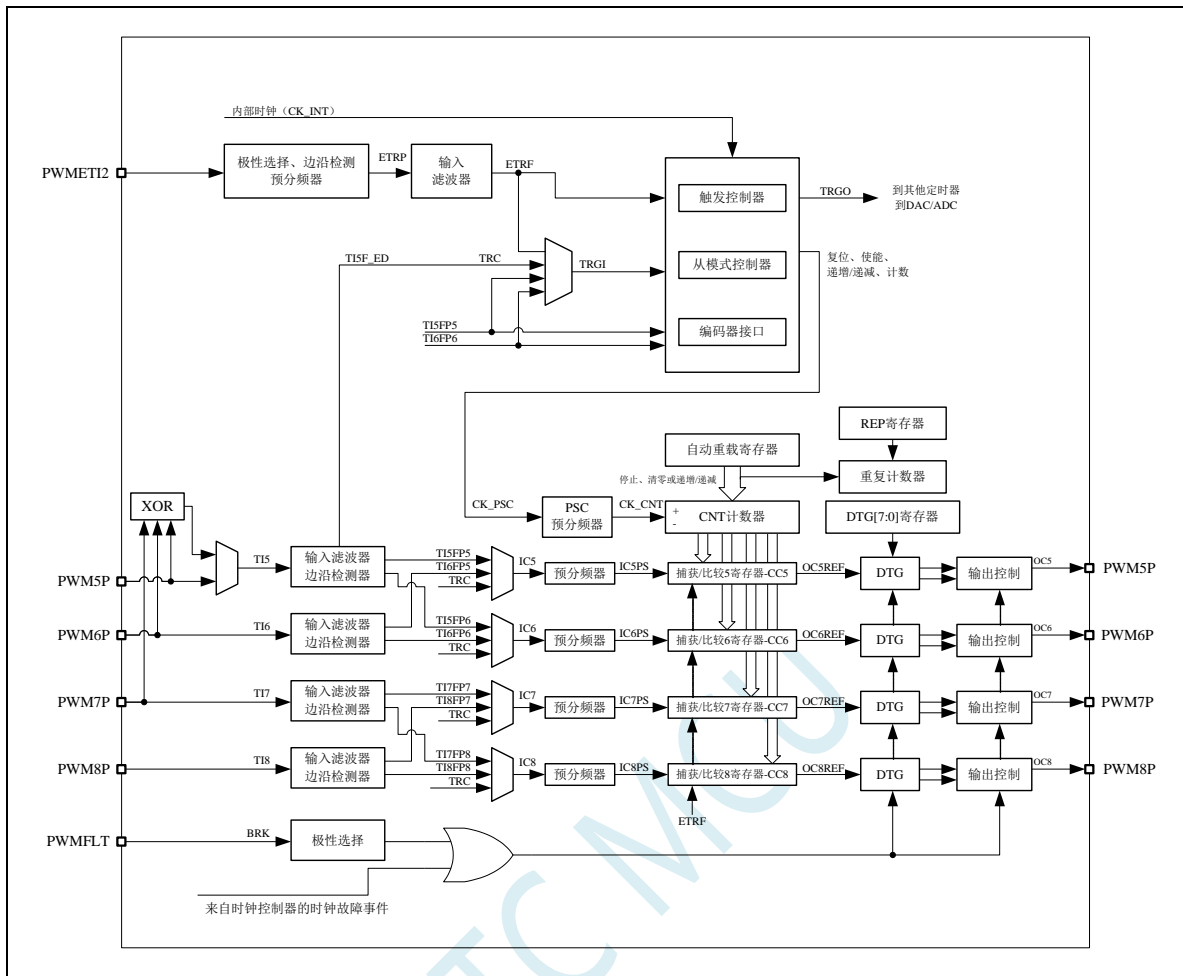 内部时钟（CK_INT）
PWMETI2
极性选择、边沿检测
预分频器
ETRP
输入
滤波器
ETRF
触发控制器
TRGO
到其他定时器
到DAC/ADC
TI5F_ED
TRC
TRGI
从模式控制器
复位、使能、
递增/递减、计数
TI5FP5
TI6FP6
编码器接口
REP寄存器
自动重载寄存器
重复计数器
停止、清零或递增/递减
CK_PSC
PSC
预分频器
CK_CNT
+
-
CNT计数器
DTG[7:0]寄存器
XOR
PWM5P
TI5
输入滤波器
边沿检测器
TI5FP5
TI6FP5
TRC
IC5
预分频器
IC5PS
捕获/比较5寄存器-CC5
OC5REF
DTG
输出控制
OC5
PWM5P
PWM6P
TI6
输入滤波器
边沿检测器
TI5FP6
TI6FP6
TRC
IC6
预分频器
IC6PS
捕获/比较6寄存器-CC6
OC6REF
DTG
输出控制
OC6
PWM6P
PWM7P
TI7
输入滤波器
边沿检测器
TI7FP7
TI8FP7
TRC
IC7
预分频器
IC7PS
捕获/比较7寄存器-CC7
OC7REF
DTG
输出控制
OC7
PWM7P
PWM8P
TI8
输入滤波器
边沿检测器
TI7FP8
TI8FP8
TRC
IC8
预分频器
IC8PS
捕获/比较8寄存器-CC8
OC8REF
DTG
输出控制
OC8
PWM8P
ETRF
PWMFLT
BRK
极性选择
来自时钟控制器的时钟故障事件
TC MCU